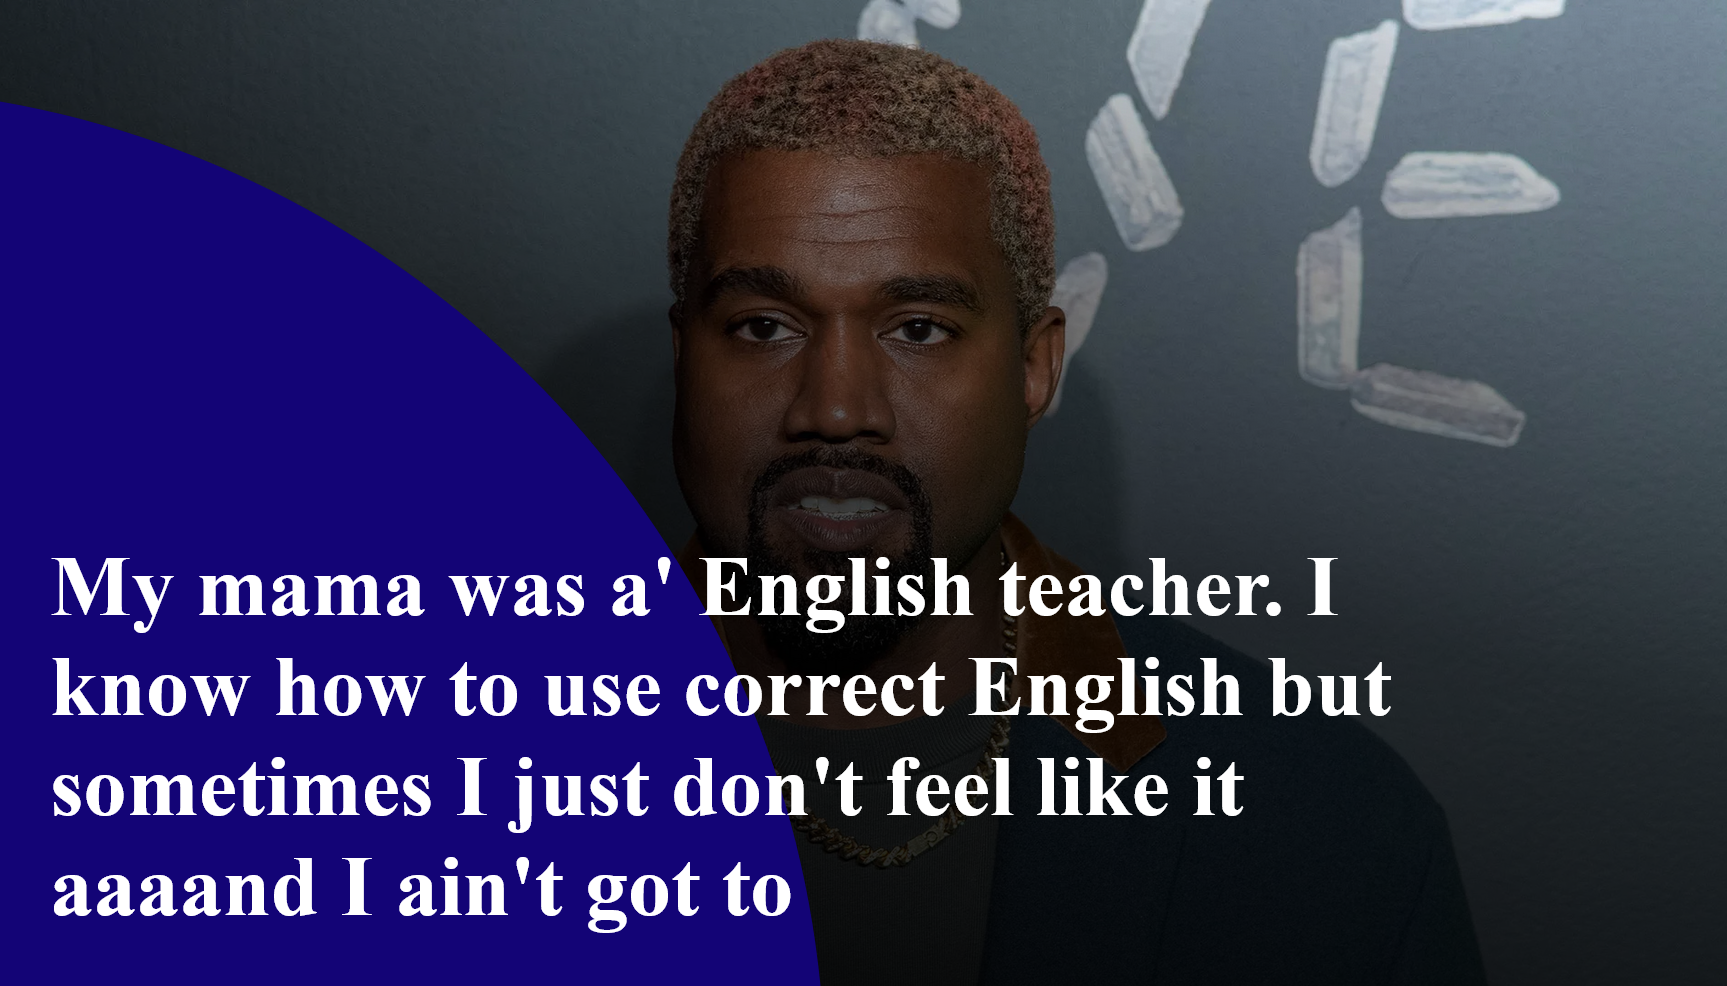 My mama was a' English teacher. I
know how to use correct English but
sometimes I just don't feel like it
aaaand I ain't got to